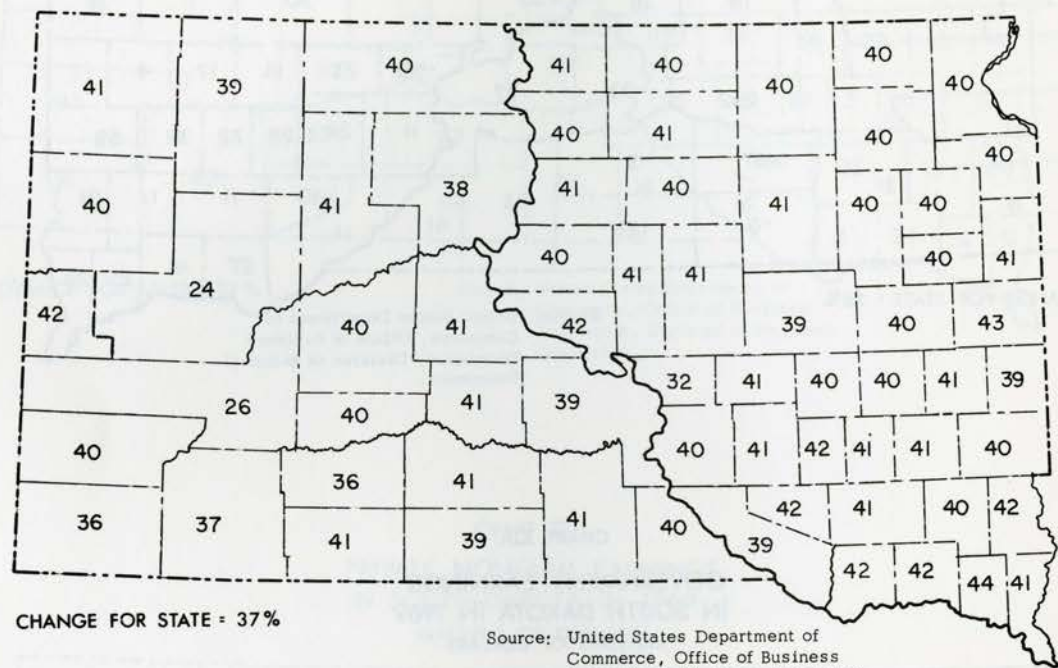 41 39 40 41 40 40 40 40
40 41 40
40 38 41 40 40
41 41 40 40
24 40 41 41 40 41
42 40 41 42 39 40 43
26 40 41 39 32 41 40 40 41 39
40 40 41 42 41 41 40
36 41
36 37 41 39 41 40 42 41 40 42
39
42 42 44 41
CHANGE FOR STATE = 37%
Source: United States Department of
Commerce, Office of Business